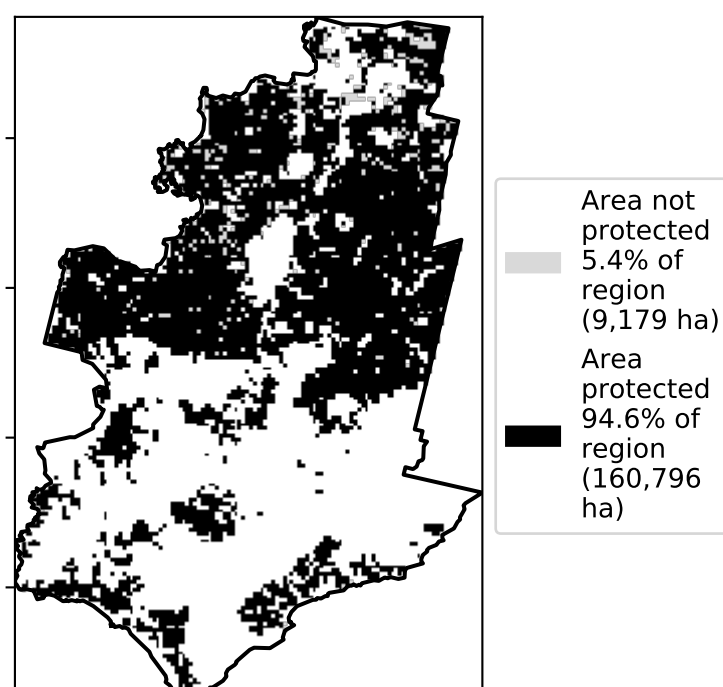 Area not
protected
5.4% of
region
(9,179 ha)
Area
protected
94.6% of
region
(160,796
ha)